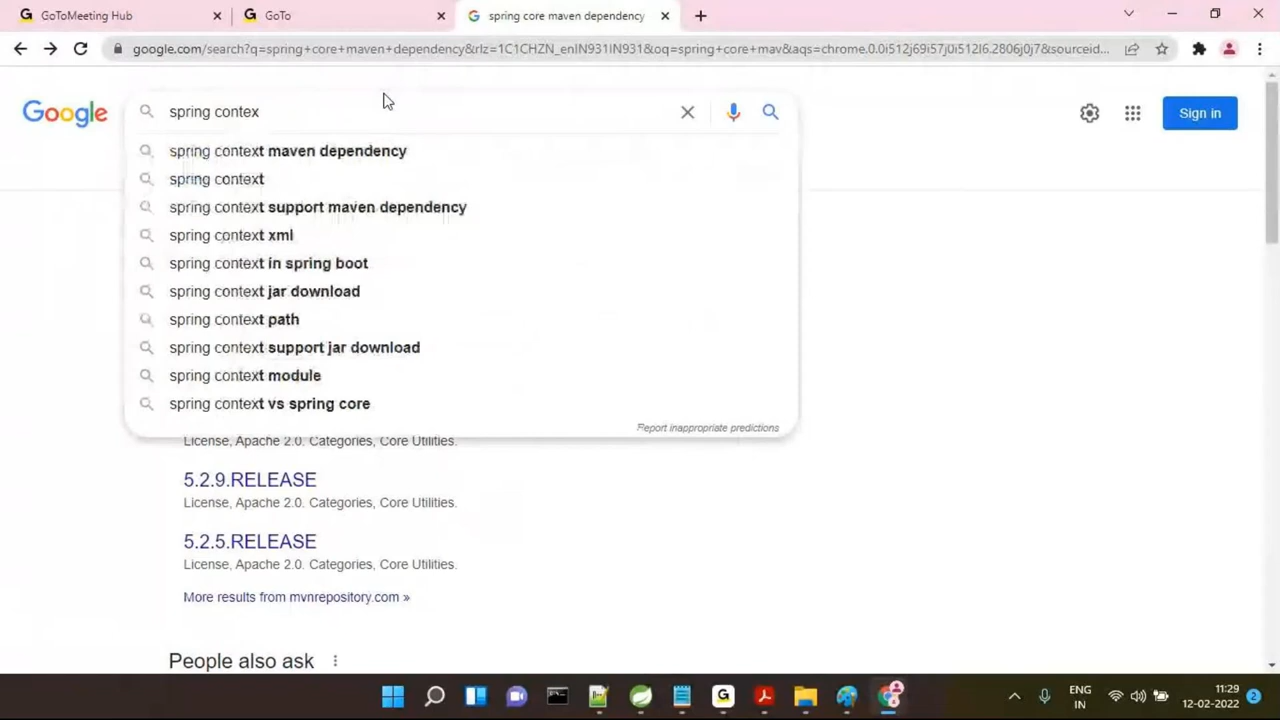 GoToMeeting Hub
GoTo
spring core maven dependency
google.com/search?q=spring+core+maven+dependency&rlz=1C1CHZN_enIN931IN931&oq=spring+core+mav&aqs=chrome.0.0i512j69i57j0i512l6.2806j0j7&sourceid...
Google
spring contex
Sign in
spring context maven dependency
spring context
spring context support maven dependency
spring context xml
spring context in spring boot
spring context jar download
spring context path
spring context support jar download
spring context module
spring context vs spring core
Report inappropriate predictions
License, Apache 2.0. Categories, Core Utilities.
5.2.9.RELEASE
License, Apache 2.0. Categories, Core Utilities.
5.2.5.RELEASE
License, Apache 2.0. Categories, Core Utilities.
More results from mvnrepository.com »
People also ask
ENG
IN
11:29
12-02-2022
2